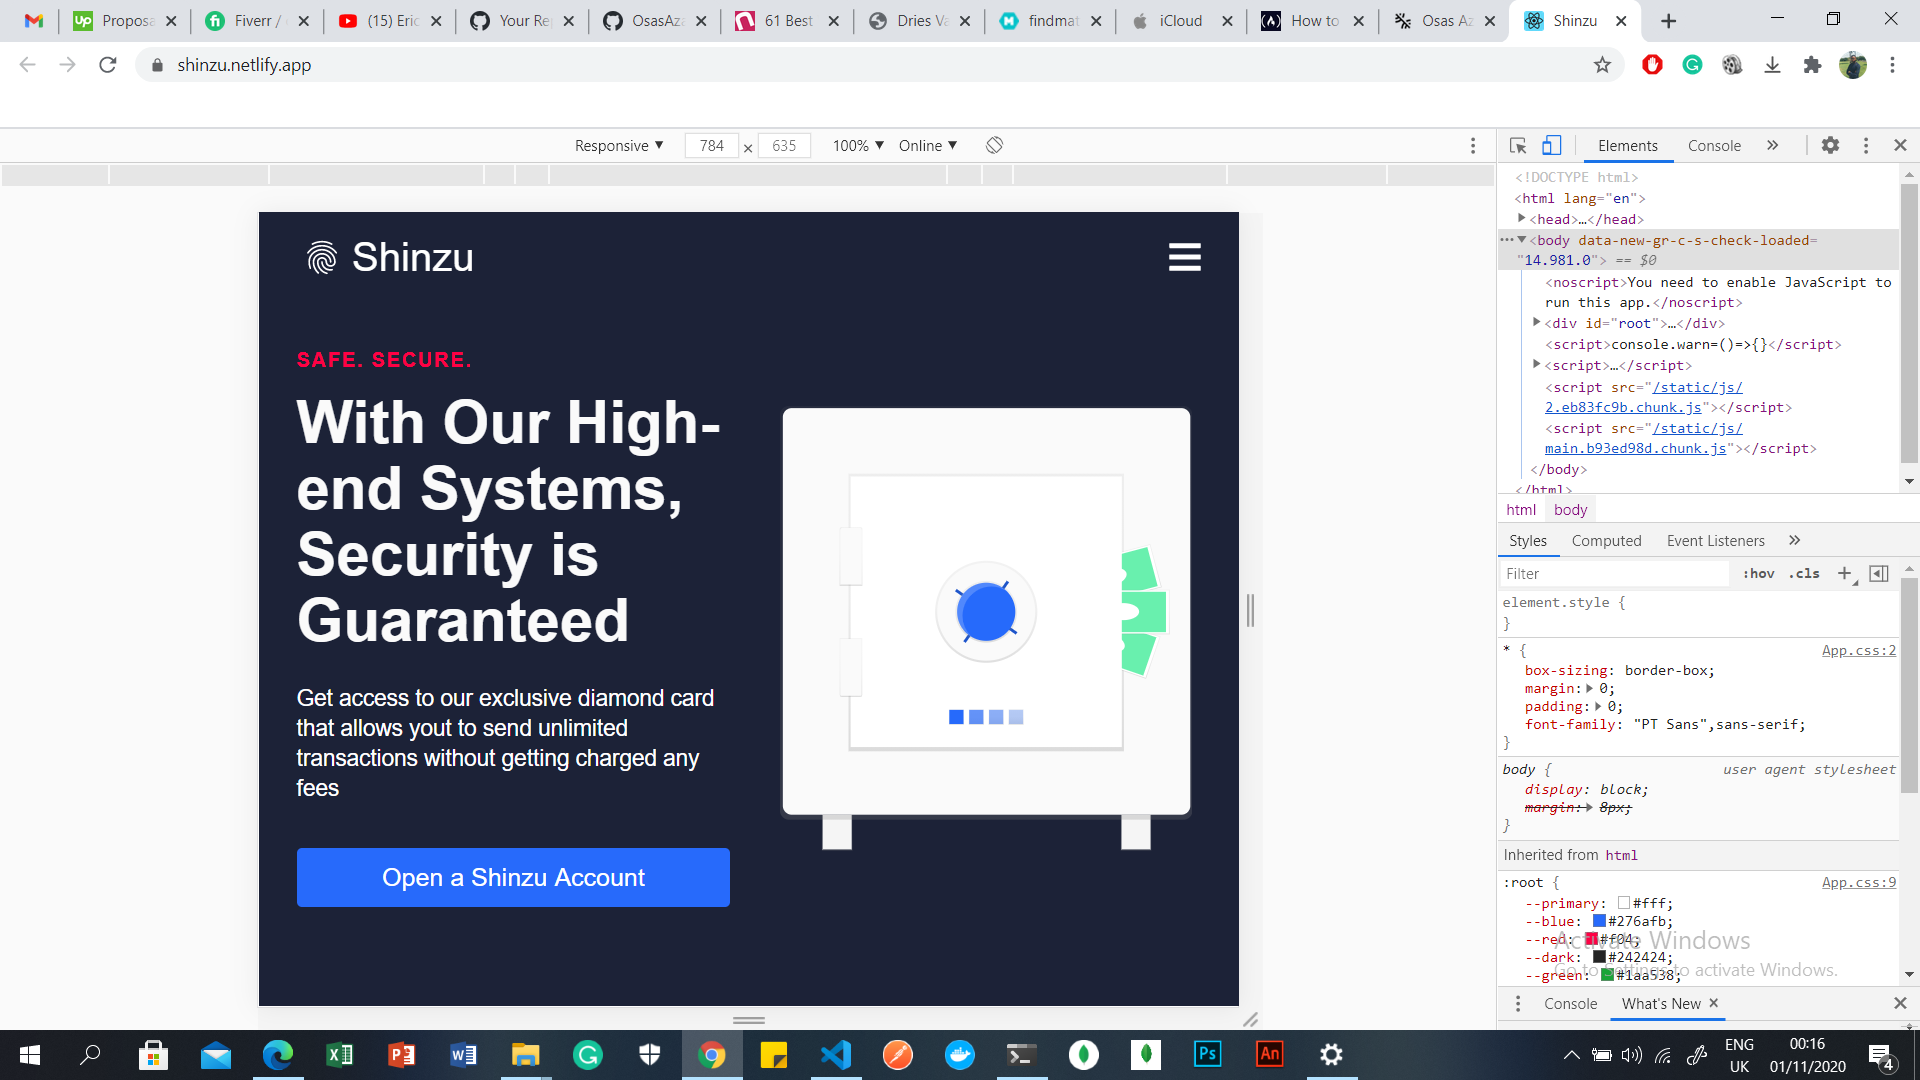 Proposa
Fiverr /
(15) Eric
Your Re
OsasAza
61 Best
Dries Va
findmat
iCloud
How to
Osas Az
Shinzu
shinzu.netlify.app
Responsive ▼ 784 × 635 100% ▼ Online ▼
Elements Console »
<!DOCTYPE html>
<html lang="en">
<head>…</head>
<body data-new-gr-c-s-check-loaded=
"14.981.0"> == $0
<noscript>You need to enable JavaScript to
run this app.</noscript>
<div id="root">…</div>
<script>console.warn=()=>{}</script>
<script>…</script>
<script src="/static/js/
2.eb83fc9b.chunk.js"></script>
<script src="/static/js/
main.b93ed98d.chunk.js"></script>
</body>
</html>
html body
Styles Computed Event Listeners »
Filter :hov .cls +
element.style {
}
* { App.css:2
box-sizing: border-box;
margin: 0;
padding: 0;
font-family: "PT Sans",sans-serif;
}
body { user agent stylesheet
display: block;
margin: 8px;
}
Inherited from html
:root { App.css:9
--primary: #fff;
--blue: #276afb;
--red: #f04;
--dark: #242424;
--green: #1aa538;
Activate Windows
Go to Settings to activate Windows.
Console What's New ×
Shinzu
SAFE. SECURE.
With Our High-
end Systems,
Security is
Guaranteed
Get access to our exclusive diamond card
that allows yout to send unlimited
transactions without getting charged any
fees
Open a Shinzu Account
ENG
UK
00:16
01/11/2020
4